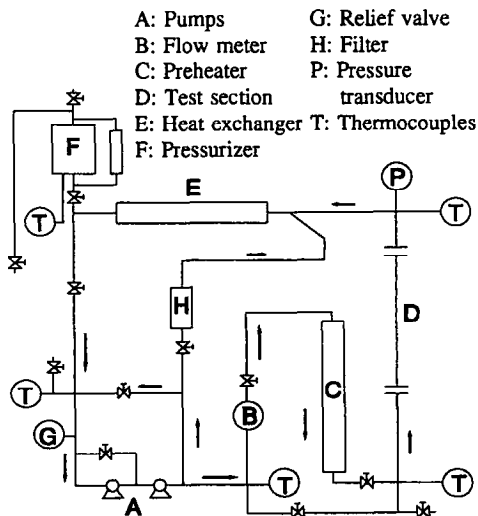 A: Pumps G: Relief valve
B: Flow meter H: Filter
C: Preheater P: Pressure
D: Test section transducer
E: Heat exchanger T: Thermocouples
F: Pressurizer
F
E
P
T
T
H
D
C
T
B
G
T
T
A